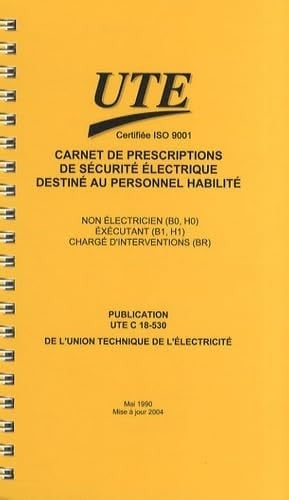 UTE
Certifiée ISO 9001
CARNET DE PRESCRIPTIONS
DE SÉCURITÉ ÉLECTRIQUE
DESTINÉ AU PERSONNEL HABILITÉ
NON ÉLECTRICIEN (B0, H0)
ÉXÉCUTANT (B1, H1)
CHARGÉ D'INTERVENTIONS (BR)
PUBLICATION
UTE C 18-530
DE L'UNION TECHNIQUE DE L'ÉLECTRICITÉ
Mai 1990
Mise à jour 2004